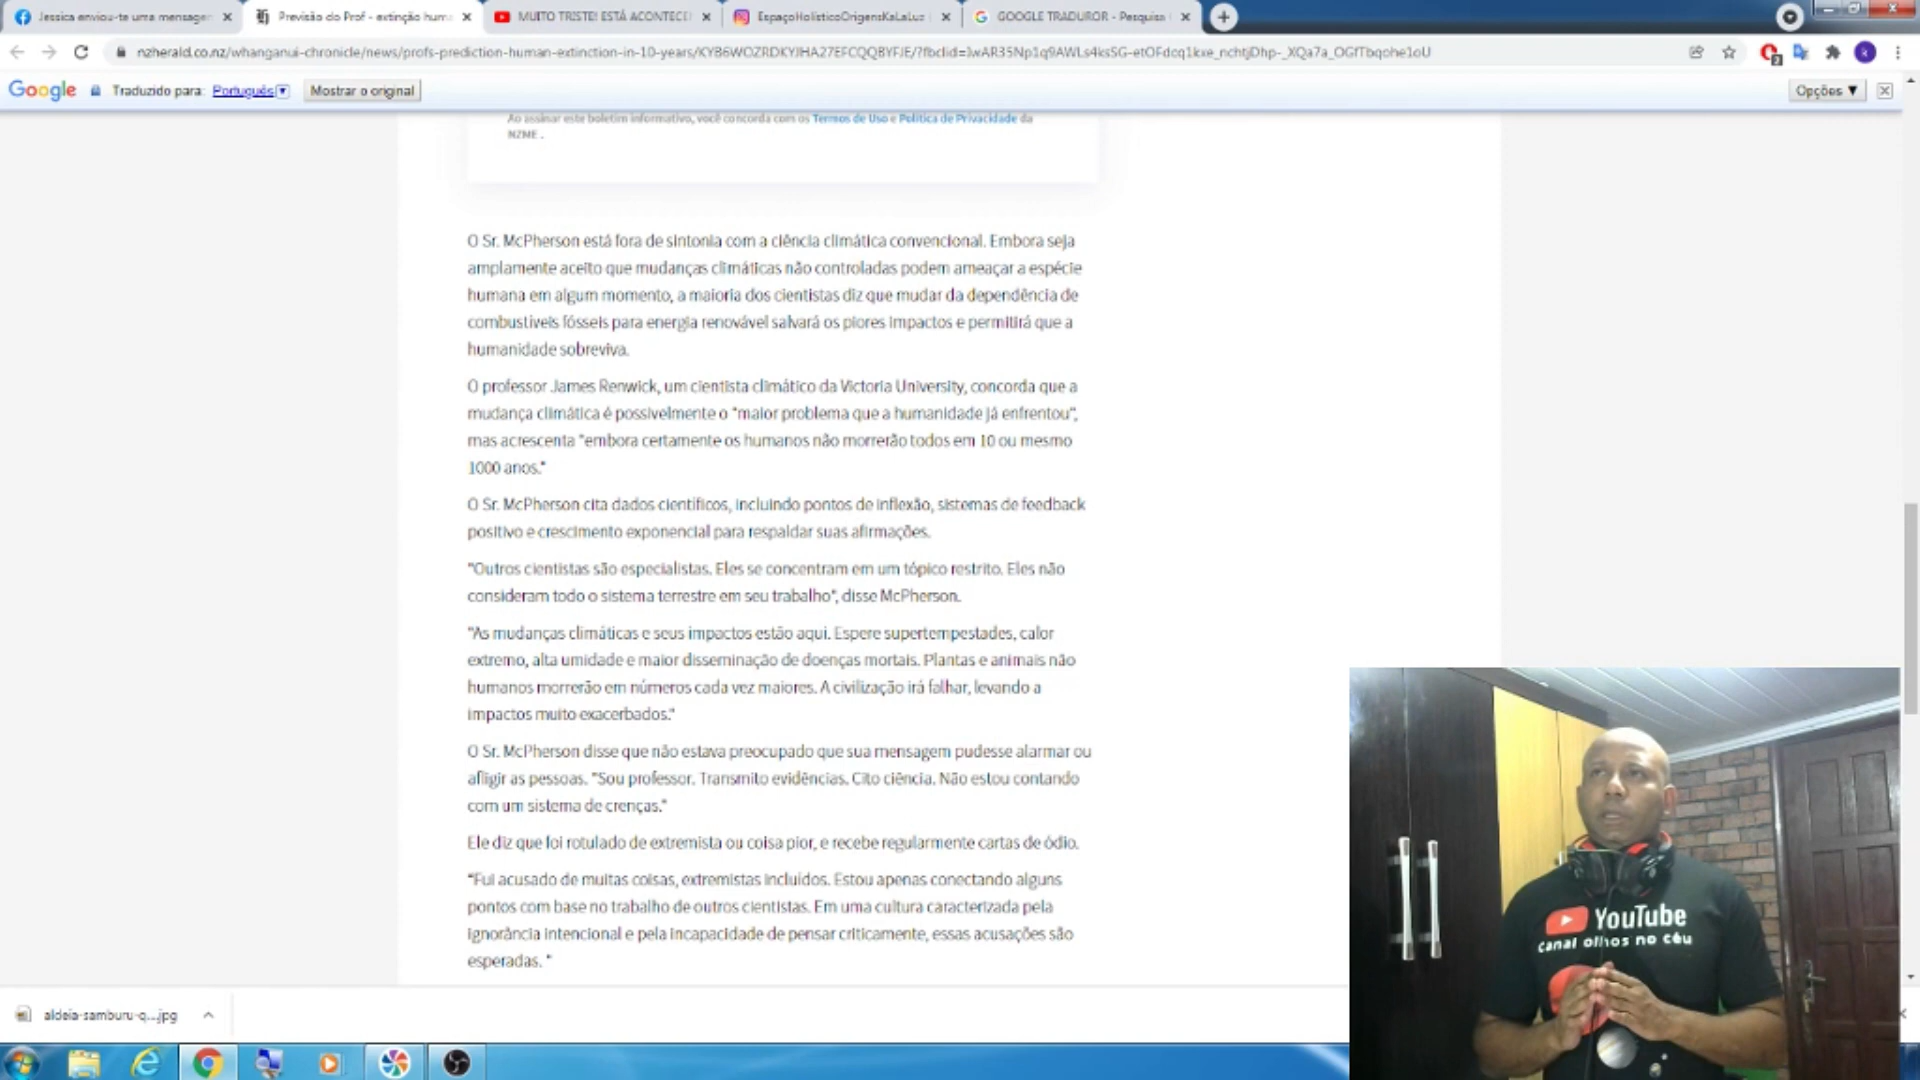 Jessica enviou-te uma mensagem
Previsão do Prof - extinção huma
MUITO TRISTE! ESTÁ ACONTECE
EspaçoHolísticoOrigensKaLaLuz
GOOGLE TRADUROR - Pesquisa
nzherald.co.nz/whanganui-chronicle/news/profs-prediction-human-extinction-in-10-years/
Google Traduzido para: Português Mostrar o original Opções
Ao assinar este boletim informativo, você concorda com os Termos de Uso e Política de Privacidade da
NZME .
O Sr. McPherson está fora de sintonia com a ciência climática convencional. Embora seja
amplamente aceito que mudanças climáticas não controladas podem ameaçar a espécie
humana em algum momento, a maioria dos cientistas diz que mudar da dependência de
combustíveis fósseis para energia renovável salvará os piores impactos e permitirá que a
humanidade sobreviva.
O professor James Renwick, um cientista climático da Victoria University, concorda que a
mudança climática é possivelmente o "maior problema que a humanidade já enfrentou",
mas acrescenta "embora certamente os humanos não morrerão todos em 10 ou mesmo
1000 anos."
O Sr. McPherson cita dados científicos, incluindo pontos de inflexão, sistemas de feedback
positivo e crescimento exponencial para respaldar suas afirmações.
"Outros cientistas são especialistas. Eles se concentram em um tópico restrito. Eles não
consideram todo o sistema terrestre em seu trabalho", disse McPherson.
"As mudanças climáticas e seus impactos estão aqui. Espere supertempestades, calor
extremo, alta umidade e maior disseminação de doenças mortais. Plantas e animais não
humanos morrerão em números cada vez maiores. A civilização irá falhar, levando a
impactos muito exacerbados."
O Sr. McPherson disse que não estava preocupado que sua mensagem pudesse alarmar ou
afligir as pessoas. "Sou professor. Transmito evidências. Cito ciência. Não estou contando
com um sistema de crenças."
Ele diz que foi rotulado de extremista ou coisa pior, e recebe regularmente cartas de ódio.
"Fui acusado de muitas coisas, extremistas incluídos. Estou apenas conectando alguns
pontos com base no trabalho de outros cientistas. Em uma cultura caracterizada pela
ignorância intencional e pela incapacidade de pensar criticamente, essas acusações são
esperadas. "
YouTube
canal olhos no céu
aldeia-samburu-q....jpg